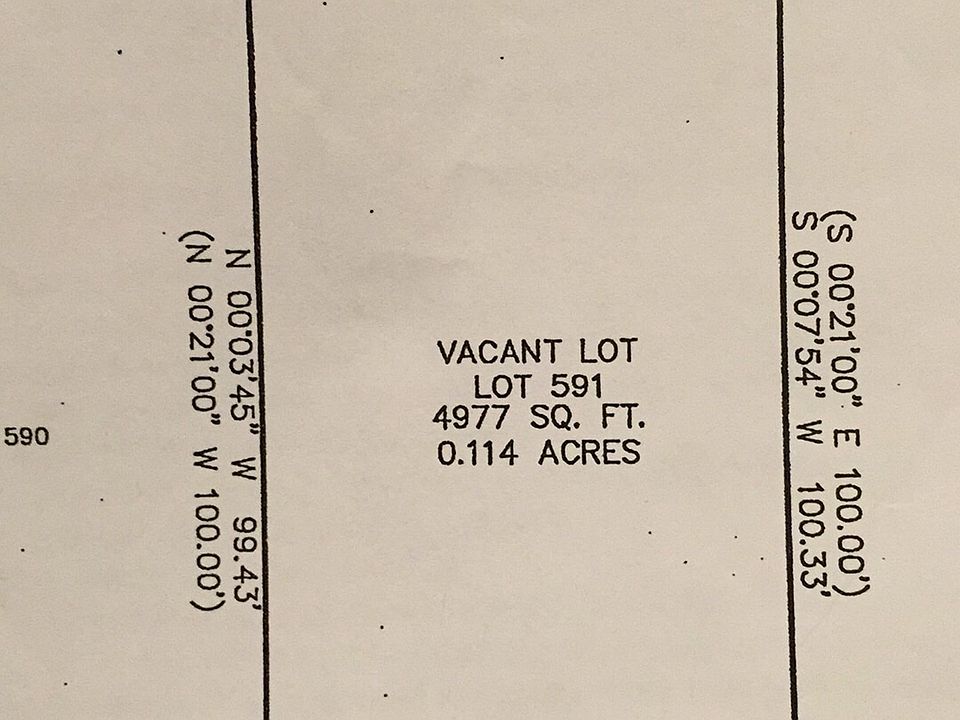 590
(N 00°21'00" W 100.00')
N 00°03'45" W 99.43'
VACANT LOT
LOT 591
4977 SQ. FT.
0.114 ACRES
(S 00°21'00" E 100.00')
S 00°07'54" W 100.33'